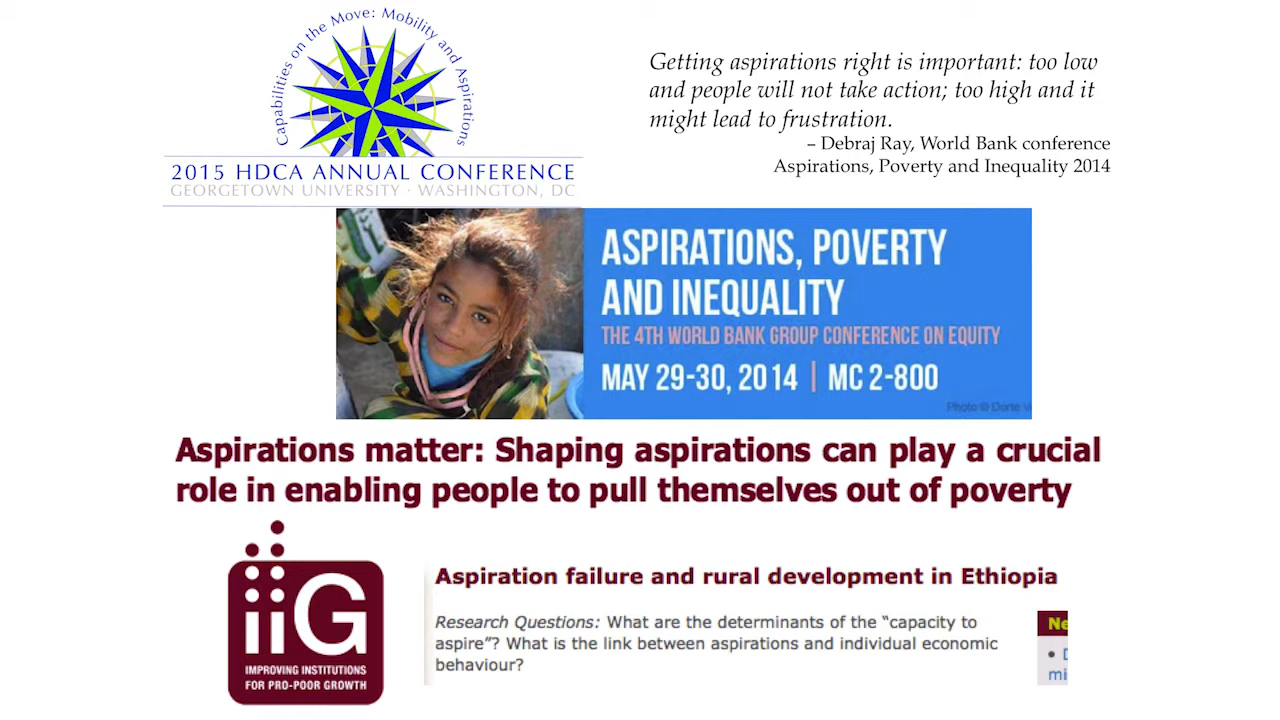 Capabilities on the Move: Mobility and Aspirations
2015 HDCA ANNUAL CONFERENCE
GEORGETOWN UNIVERSITY · WASHINGTON, DC
Getting aspirations right is important: too low
and people will not take action; too high and it
might lead to frustration.
– Debraj Ray, World Bank conference
Aspirations, Poverty and Inequality 2014
ASPIRATIONS, POVERTY
AND INEQUALITY
THE 4TH WORLD BANK GROUP CONFERENCE ON EQUITY
MAY 29-30, 2014 | MC 2-800
Photo © Dorte
Aspirations matter: Shaping aspirations can play a crucial
role in enabling people to pull themselves out of poverty
iiG
IMPROVING INSTITUTIONS
FOR PRO-POOR GROWTH
Aspiration failure and rural development in Ethiopia
Research Questions: What are the determinants of the “capacity to
aspire”? What is the link between aspirations and individual economic
behaviour?
Ne
mi